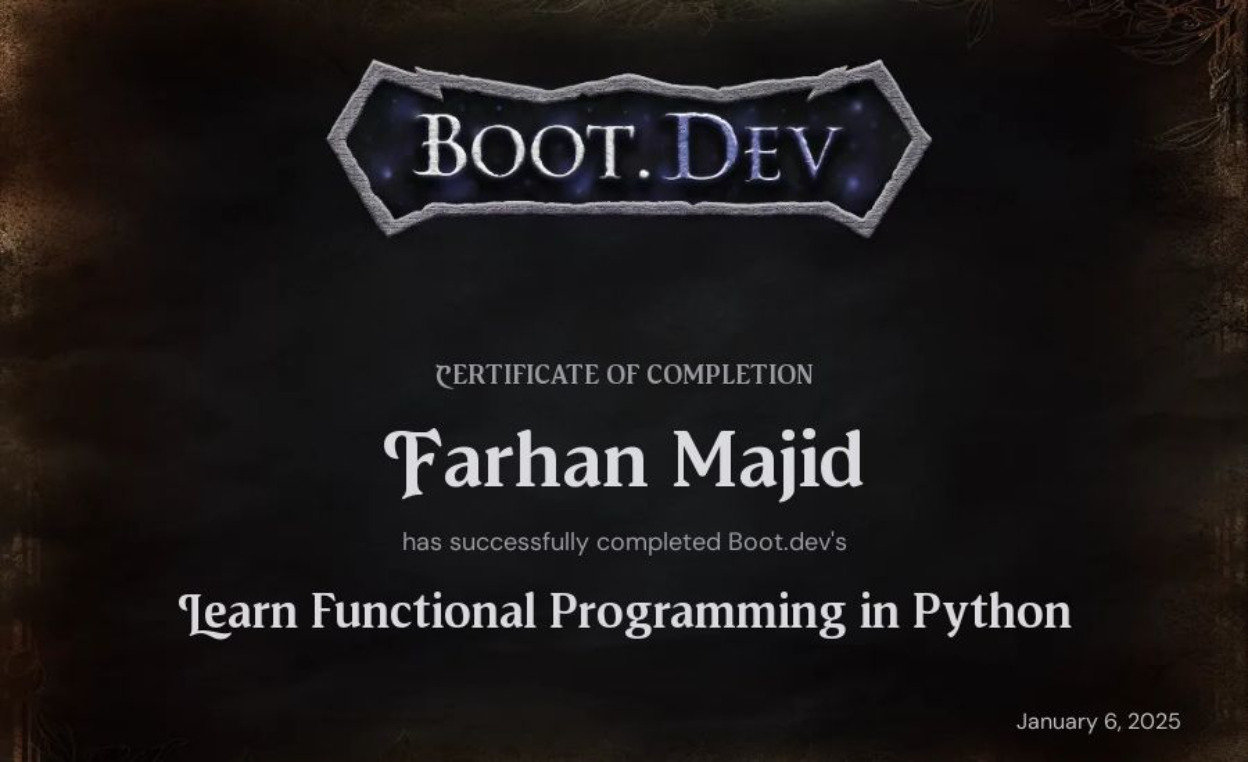 BOOT.DEV
CERTIFICATE OF COMPLETION
Farhan Majid
has successfully completed Boot.dev's
Learn Functional Programming in Python
January 6, 2025